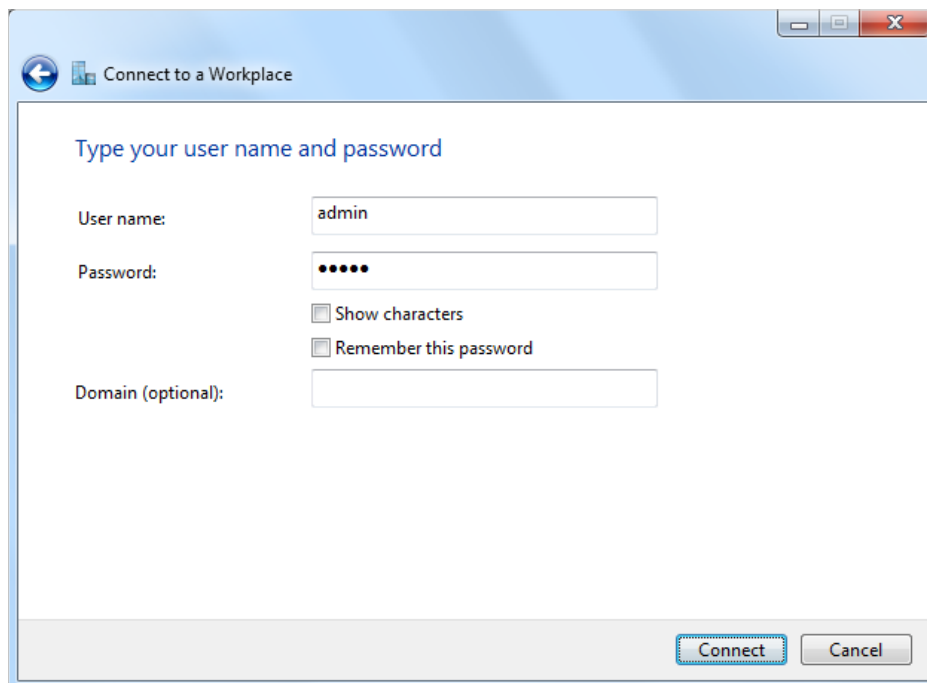 Connect to a Workplace
Type your user name and password
User name: admin
Password: •••••
Show characters
Remember this password
Domain (optional):
Connect Cancel